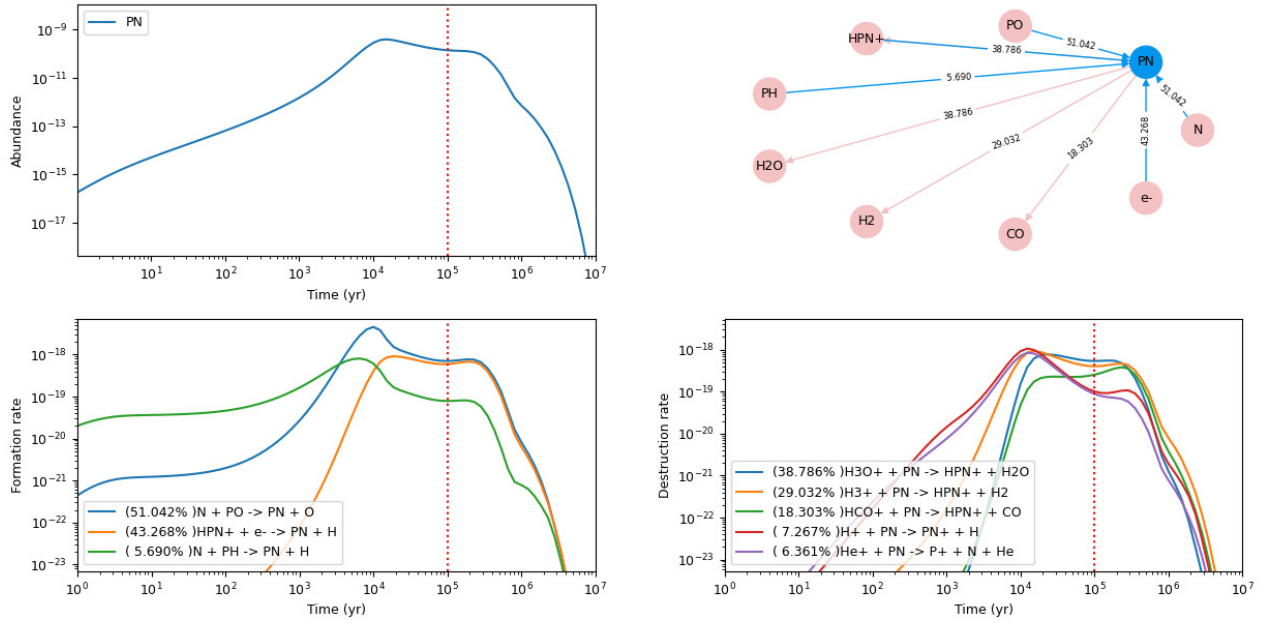 PN
10^-9
10^-11
10^-13
10^-15
10^-17
Abundance
10^1
10^2
10^3
10^4
10^5
10^6
10^7
Time (yr)
PO
HPN+
PN
PH
N
H2O
H2
CO
e-
51.042
38.786
5.690
51.042
38.786
29.032
18.303
43.268
10^-18
10^-19
10^-20
10^-21
10^-22
10^-23
Formation rate
(51.042% )N + PO -> PN + O
(43.268% )HPN+ + e- -> PN + H
( 5.690% )N + PH -> PN + H
10^0
10^1
10^2
10^3
10^4
10^5
10^6
10^7
Time (yr)
10^-18
10^-19
10^-20
10^-21
10^-22
10^-23
Destruction rate
(38.786% )H3O+ + PN -> HPN+ + H2O
(29.032% )H3+ + PN -> HPN+ + H2
(18.303% )HCO+ + PN -> HPN+ + CO
( 7.267% )H+ + PN -> PN+ + H
( 6.361% )He+ + PN -> P+ + N + He
10^0
10^1
10^2
10^3
10^4
10^5
10^6
10^7
Time (yr)